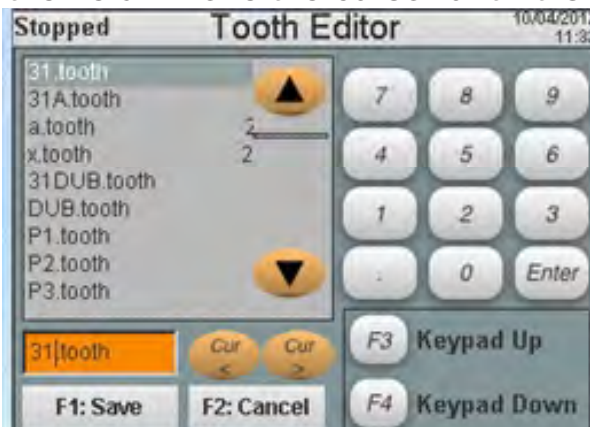 Stopped
Tooth Editor
10/04/201
11:32
31.tooth
31A.tooth
a.tooth 2
x.tooth 2
31DUB.tooth
DUB.tooth
P1.tooth
P2.tooth
P3.tooth
31.tooth
Cur <
Cur >
F1: Save
F2: Cancel
7 8 9
4 5 6
1 2 3
. 0 Enter
F3 Keypad Up
F4 Keypad Down